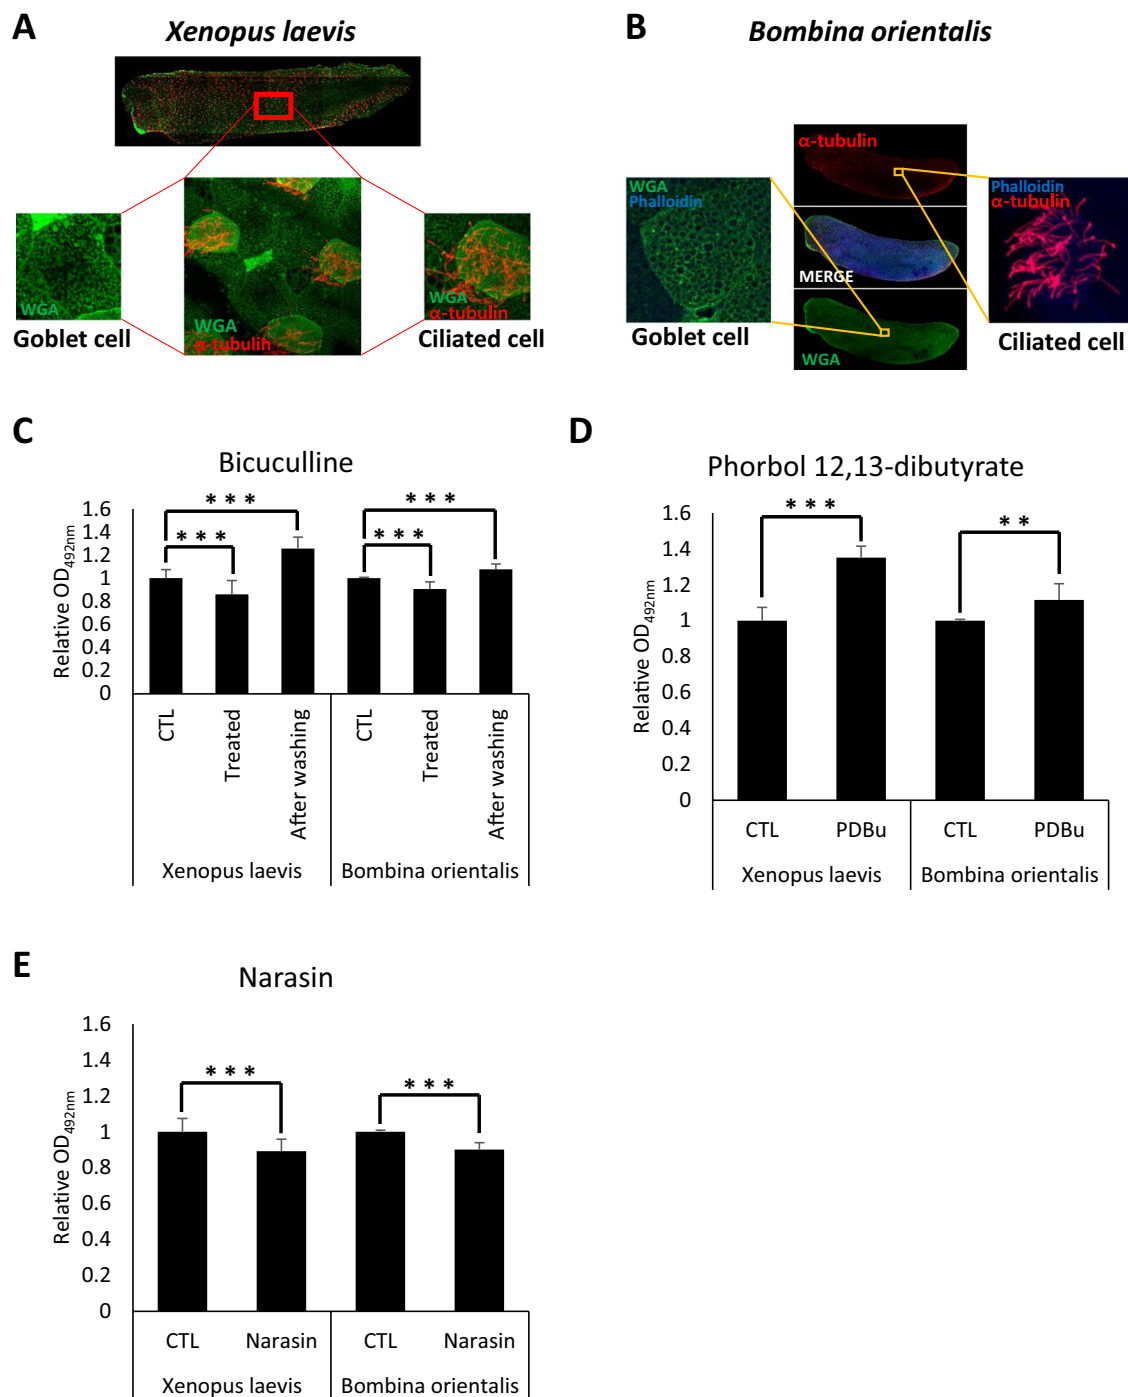 A
Xenopus laevis
WGA
Goblet cell
WGA
α-tubulin
WGA
α-tubulin
Ciliated cell
B
Bombina orientalis
WGA
Phalloidin
Goblet cell
α-tubulin
MERGE
WGA
Phalloidin
α-tubulin
Ciliated cell
C
Bicuculline
Relative OD492nm
1.6
1.4
1.2
1
0.8
0.6
0.4
0.2
0
* * *
* * *
* * *
* * *
CTL
Treated
After washing
CTL
Treated
After washing
Xenopus laevis
Bombina orientalis
D
Phorbol 12,13-dibutyrate
Relative OD492nm
1.6
1.4
1.2
1
0.8
0.6
0.4
0.2
0
* * *
* *
CTL PDBu CTL PDBu
Xenopus laevis Bombina orientalis
E
Narasin
Relative OD492nm
1.6
1.4
1.2
1
0.8
0.6
0.4
0.2
0
* * *
* * *
CTL Narasin CTL Narasin
Xenopus laevis Bombina orientalis